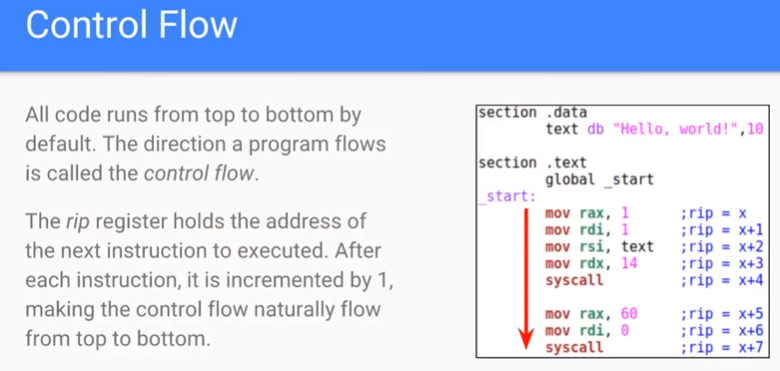 Control Flow
All code runs from top to bottom by
default. The direction a program flows
is called the control flow.
The rip register holds the address of
the next instruction to executed. After
each instruction, it is incremented by 1,
making the control flow naturally flow
from top to bottom.
section .data
text db "Hello, world!",10
section .text
global _start
_start:
mov rax, 1 ;rip = x
mov rdi, 1 ;rip = x+1
mov rsi, text ;rip = x+2
mov rdx, 14 ;rip = x+3
syscall ;rip = x+4
mov rax, 60 ;rip = x+5
mov rdi, 0 ;rip = x+6
syscall ;rip = x+7